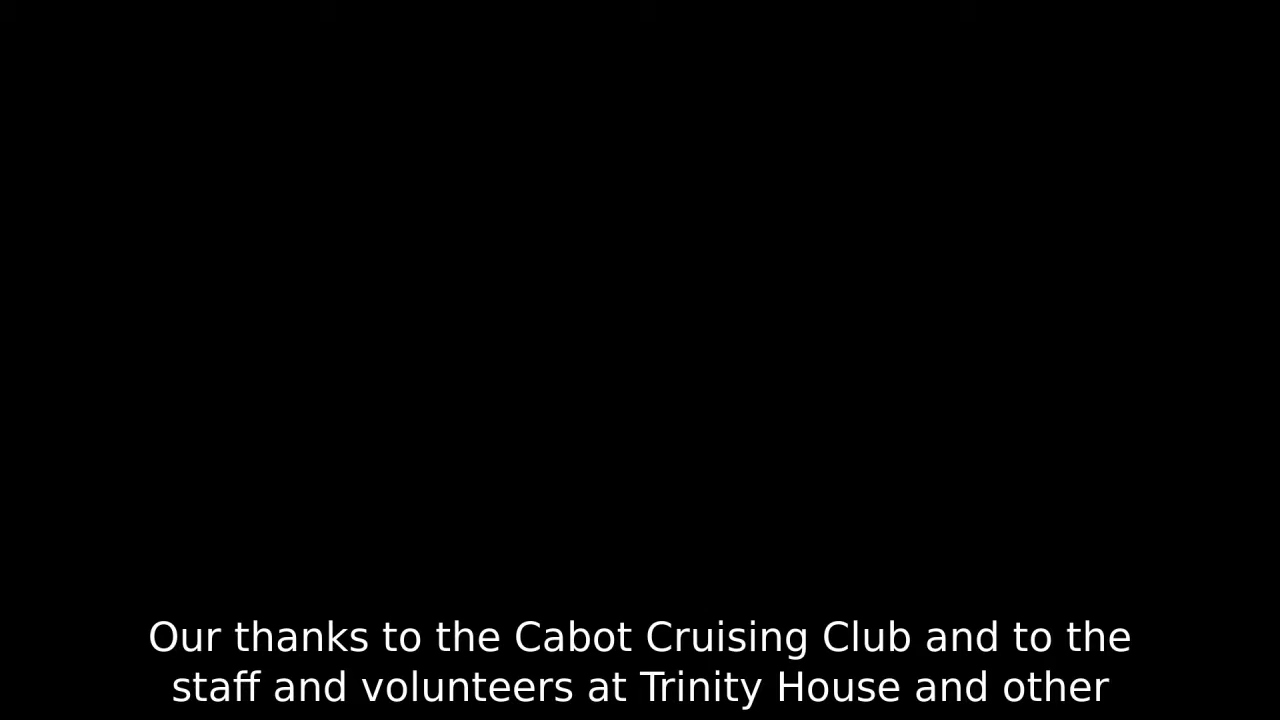 Our thanks to the Cabot Cruising Club and to the
staff and volunteers at Trinity House and other